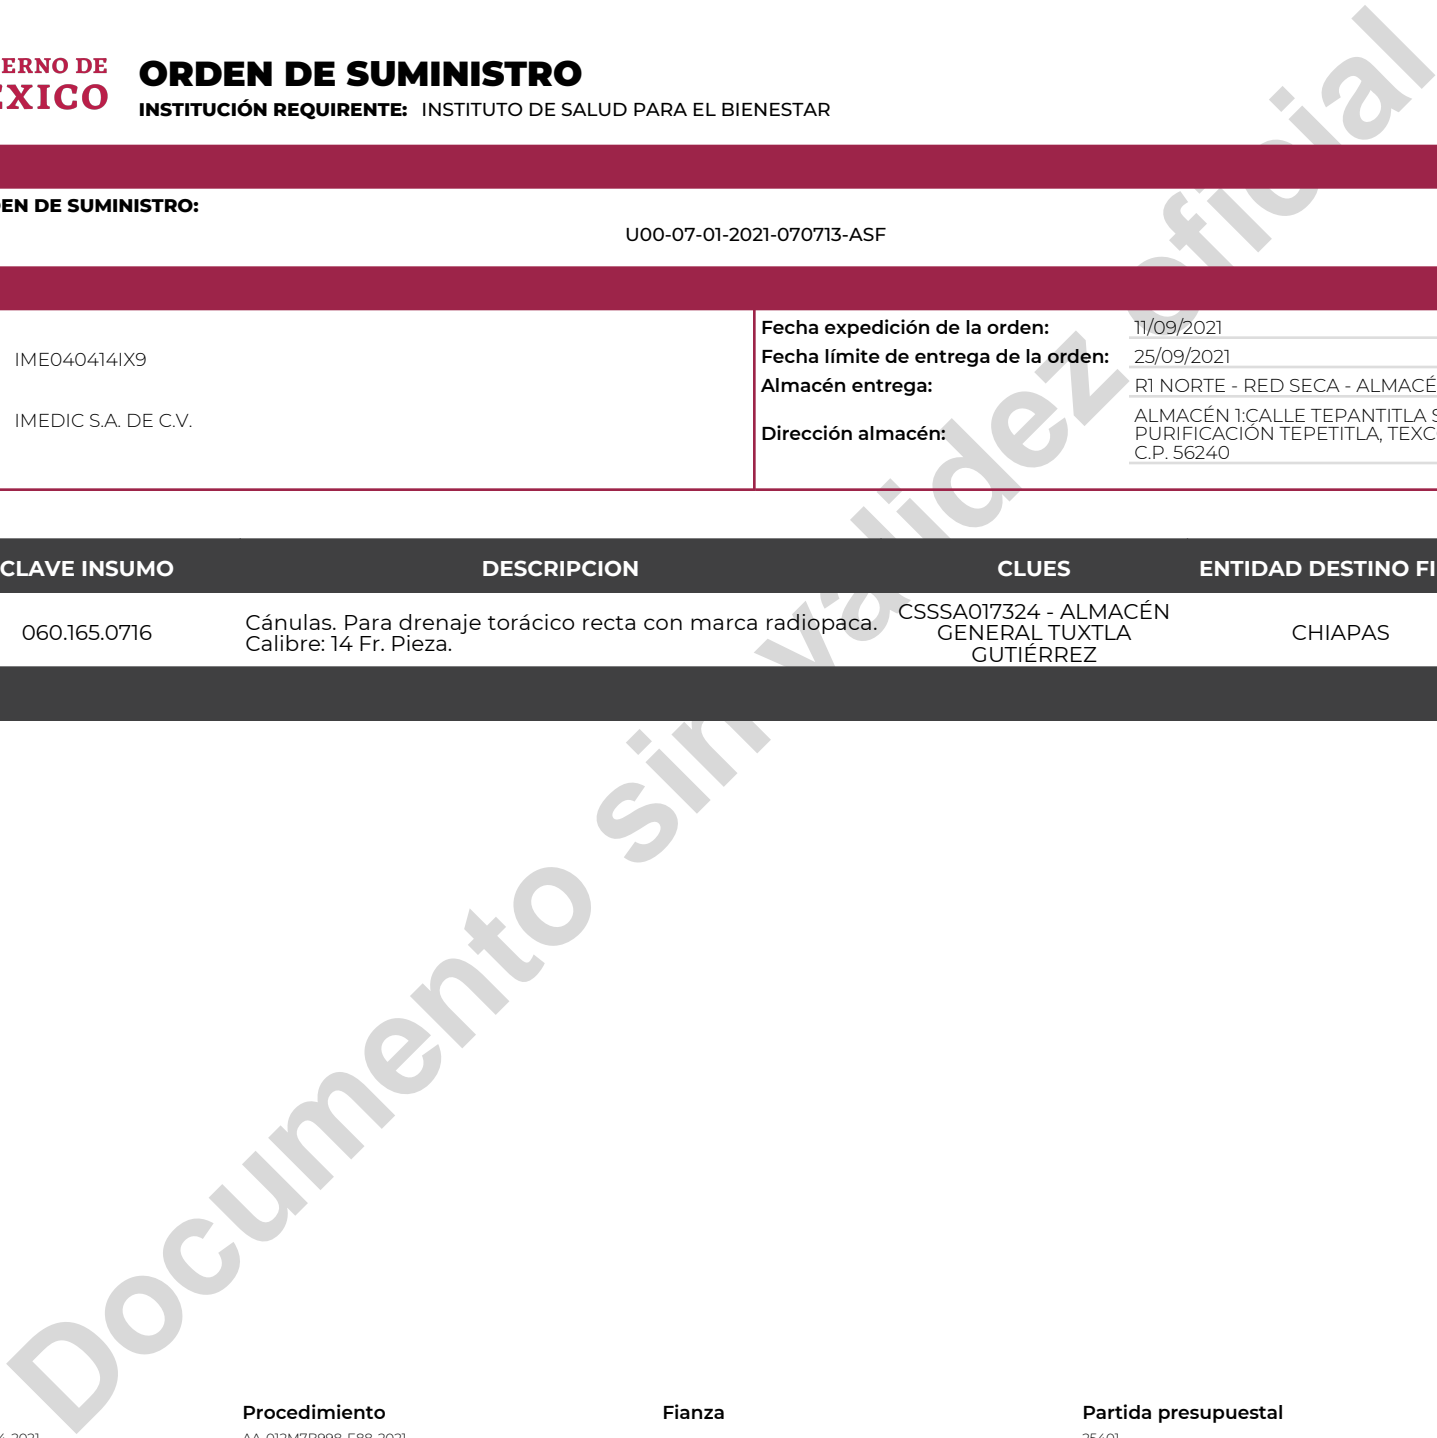 ERNO DE
ORDEN DE SUMINISTRO
EXICO
INSTITUCIÓN REQUIRENTE: INSTITUTO DE SALUD PARA EL BIENESTAR
EN DE SUMINISTRO:
U00-07-01-2021-070713-ASF
IME040414IX9
IMEDIC S.A. DE C.V.
Fecha expedición de la orden: 11/09/2021
Fecha límite de entrega de la orden: 25/09/2021
Almacén entrega: R1 NORTE - RED SECA - ALMACÉ
Dirección almacén:
ALMACÉN 1:CALLE TEPANTITLA S
PURIFICACIÓN TEPETITLA, TEXC
C.P. 56240
CLAVE INSUMO DESCRIPCION CLUES ENTIDAD DESTINO FI
060.165.0716
Cánulas. Para drenaje torácico recta con marca radiopaca.
Calibre: 14 Fr. Pieza.
CSSSA017324 - ALMACÉN
GENERAL TUXTLA
GUTIÉRREZ
CHIAPAS
Documento sin validez oficial
Procedimiento Fianza Partida presupuestal